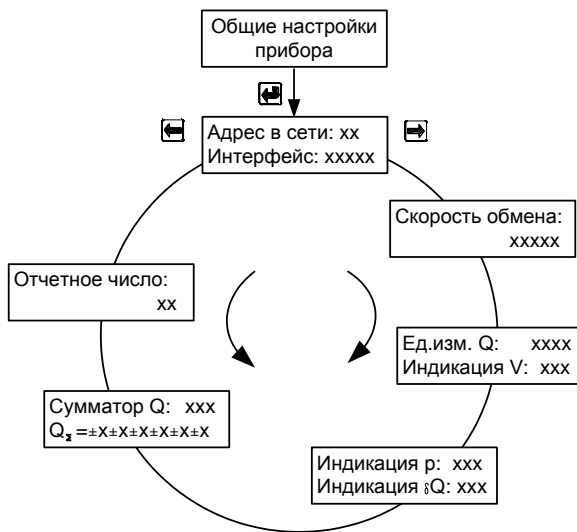 Общие настройки
прибора
Адрес в сети: xx
Интерфейс: xxxxx
Скорость обмена:
xxxxx
Отчетное число:
xx
Ед.изм. Q: xxxx
Индикация V: xxx
Сумматор Q: xxx
QΣ=±x±x±x±x±x±x
Индикация p: xxx
Индикация δQ: xxx